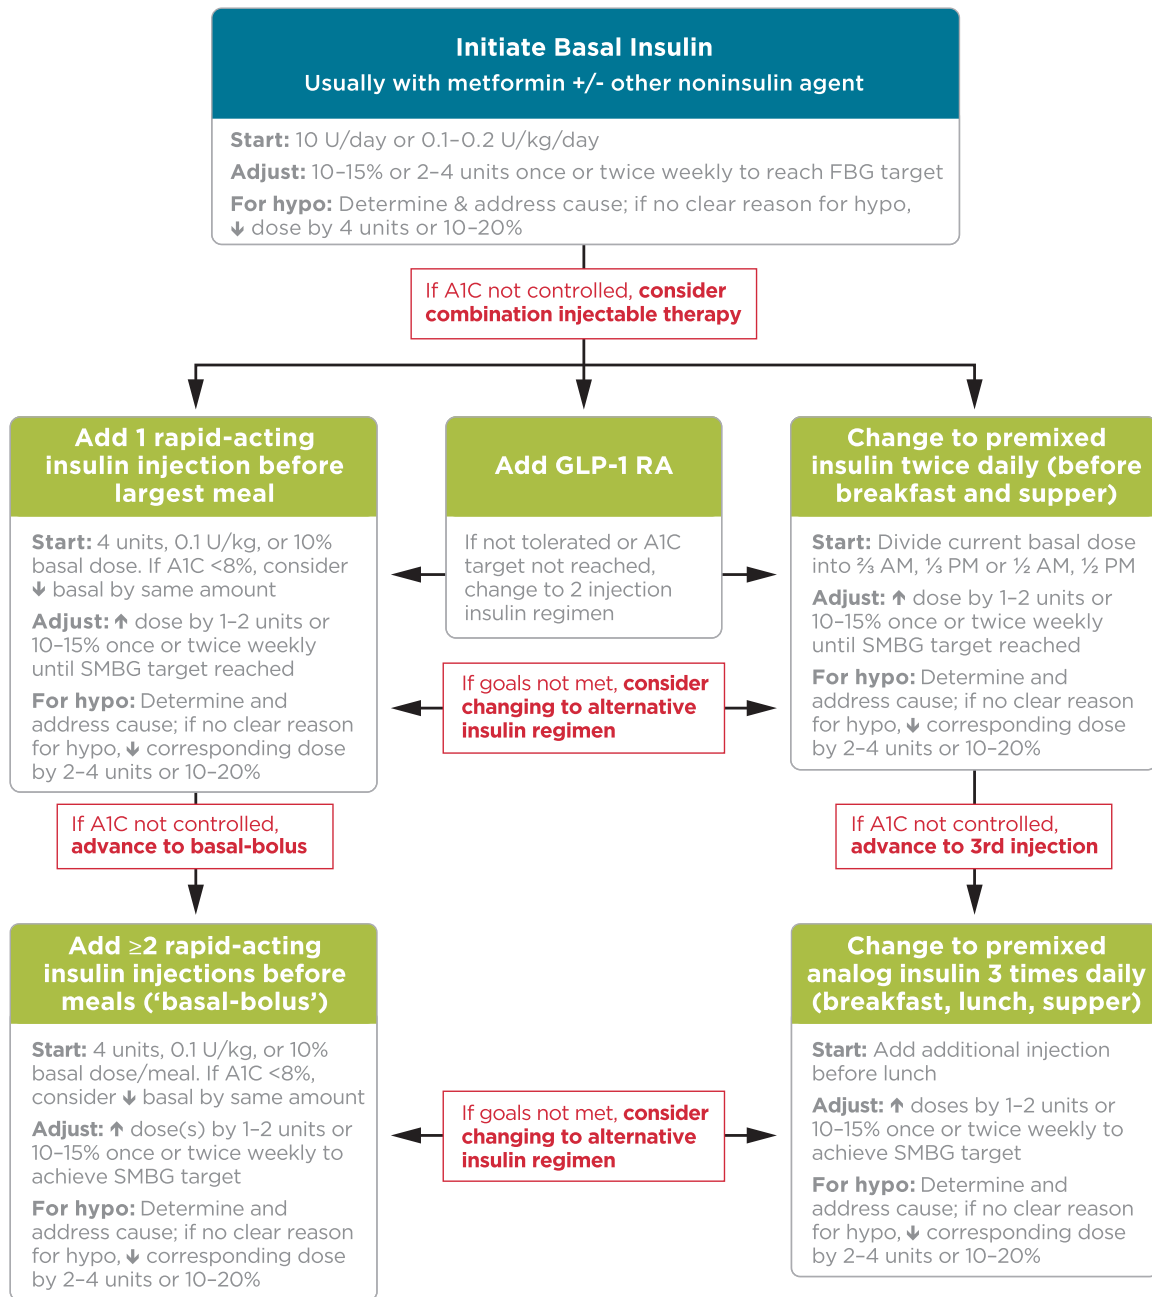 Initiate Basal Insulin
Usually with metformin +/- other noninsulin agent
Start: 10 U/day or 0.1–0.2 U/kg/day
Adjust: 10–15% or 2–4 units once or twice weekly to reach FBG target
For hypo: Determine & address cause; if no clear reason for hypo,
↓ dose by 4 units or 10–20%
If A1C not controlled, consider
combination injectable therapy
Add 1 rapid-acting
insulin injection before
largest meal
Start: 4 units, 0.1 U/kg, or 10%
basal dose. If A1C <8%, consider
↓ basal by same amount
Adjust: ↑ dose by 1–2 units or
10–15% once or twice weekly
until SMBG target reached
For hypo: Determine and
address cause; if no clear reason
for hypo, ↓ corresponding dose
by 2–4 units or 10–20%
Add GLP-1 RA
If not tolerated or A1C
target not reached,
change to 2 injection
insulin regimen
Change to premixed
insulin twice daily (before
breakfast and supper)
Start: Divide current basal dose
into ⅔ AM, ⅓ PM or ½ AM, ½ PM
Adjust: ↑ dose by 1–2 units or
10–15% once or twice weekly
until SMBG target reached
For hypo: Determine and
address cause; if no clear reason
for hypo, ↓ corresponding dose
by 2–4 units or 10–20%
If goals not met, consider
changing to alternative
insulin regimen
If A1C not controlled,
advance to basal-bolus
If A1C not controlled,
advance to 3rd injection
Add ≥2 rapid-acting
insulin injections before
meals (‘basal-bolus’)
Start: 4 units, 0.1 U/kg, or 10%
basal dose/meal. If A1C <8%,
consider ↓ basal by same amount
Adjust: ↑ dose(s) by 1–2 units or
10–15% once or twice weekly to
achieve SMBG target
For hypo: Determine and
address cause; if no clear reason
for hypo, ↓ corresponding dose
by 2–4 units or 10–20%
If goals not met, consider
changing to alternative
insulin regimen
Change to premixed
analog insulin 3 times daily
(breakfast, lunch, supper)
Start: Add additional injection
before lunch
Adjust: ↑ doses by 1–2 units or
10–15% once or twice weekly to
achieve SMBG target
For hypo: Determine and
address cause; if no clear reason
for hypo, ↓ corresponding dose
by 2–4 units or 10–20%